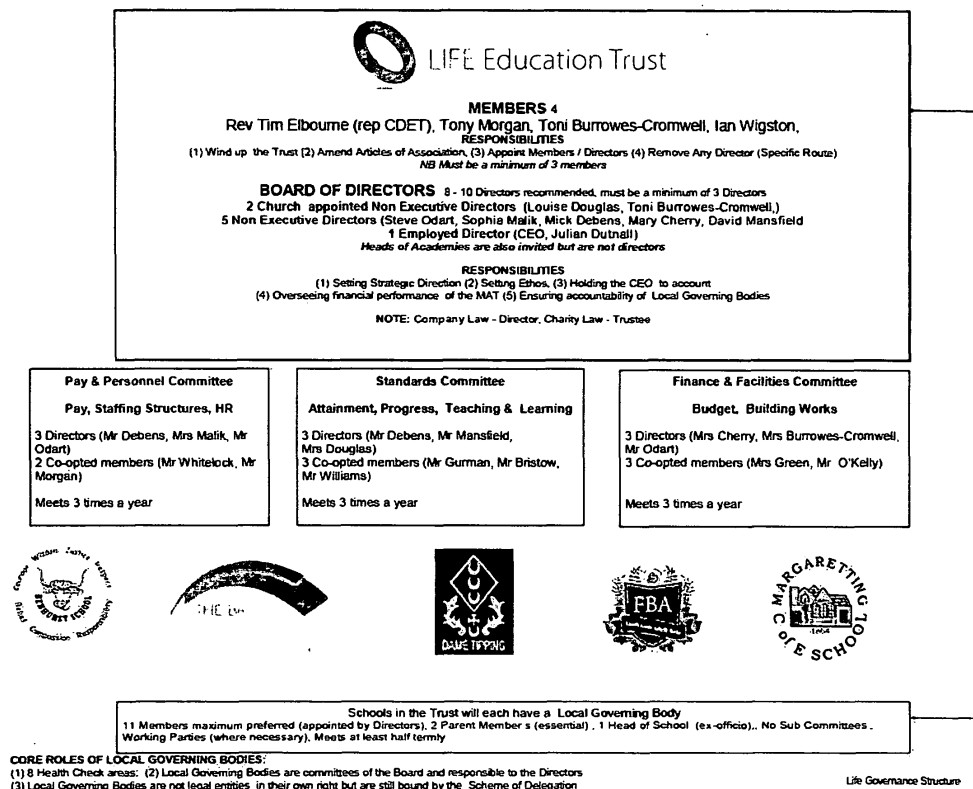 LIFE Education Trust
MEMBERS 4
Rev Tim Elbourne (rep CDET), Tony Morgan, Toni Burrowes-Cromwell, Ian Wigston,
RESPONSIBILITIES
(1) Wind up the Trust (2) Amend Articles of Association, (3) Appoint Members / Directors (4) Remove Any Director (Specific Route)
NB Must be a minimum of 3 members
BOARD OF DIRECTORS 8 - 10 Directors recommended, must be a minimum of 3 Directors
2 Church appointed Non Executive Directors (Louise Douglas, Toni Burrowes-Cromwell,)
5 Non Executive Directors (Steve Odart, Sophia Malik, Mick Debens, Mary Cherry, David Mansfield
1 Employed Director (CEO, Julian Dutnall)
Heads of Academies are also invited but are not directors
RESPONSIBILITIES
(1) Setting Strategic Direction (2) Setting Ethos, (3) Holding the CEO to account
(4) Overseeing financial performance of the MAT (5) Ensuring accountability of Local Governing Bodies
NOTE: Company Law - Director, Charity Law - Trustee
Pay & Personnel Committee
Pay, Staffing Structures, HR
3 Directors (Mr Debens, Mrs Malik, Mr
Odart)
2 Co-opted members (Mr Whitelock, Mr
Morgan)
Meets 3 times a year
Standards Committee
Attainment, Progress, Teaching & Learning
3 Directors (Mr Debens, Mr Mansfield,
Mrs Douglas)
3 Co-opted members (Mr Gurman, Mr Bristow,
Mr Williams)
Meets 3 times a year
Finance & Facilities Committee
Budget, Building Works
3 Directors (Mrs Cherry, Mrs Burrowes-Cromwell,
Mr Odart)
3 Co-opted members (Mrs Green, Mr O'Kelly)
Meets 3 times a year
Courage Wisdom Justice
Belief Compassion Responsibility
BENHURST SCHOOL
THE
DAME TIPPING
FBA
MARGARETTING
C of E SCHOOL
1864
Schools in the Trust will each have a Local Governing Body
11 Members maximum preferred (appointed by Directors), 2 Parent Member s (essential) , 1 Head of School (ex-officio),, No Sub Committees ,
Working Parties (where necessary), Meets at least half termly
CORE ROLES OF LOCAL GOVERNING BODIES:
(1) 8 Health Check areas: (2) Local Governing Bodies are committees of the Board and responsible to the Directors
(3) Local Governing Bodies are not legal entities in their own right but are still bound by the Scheme of Delegation
Life Governance Structure